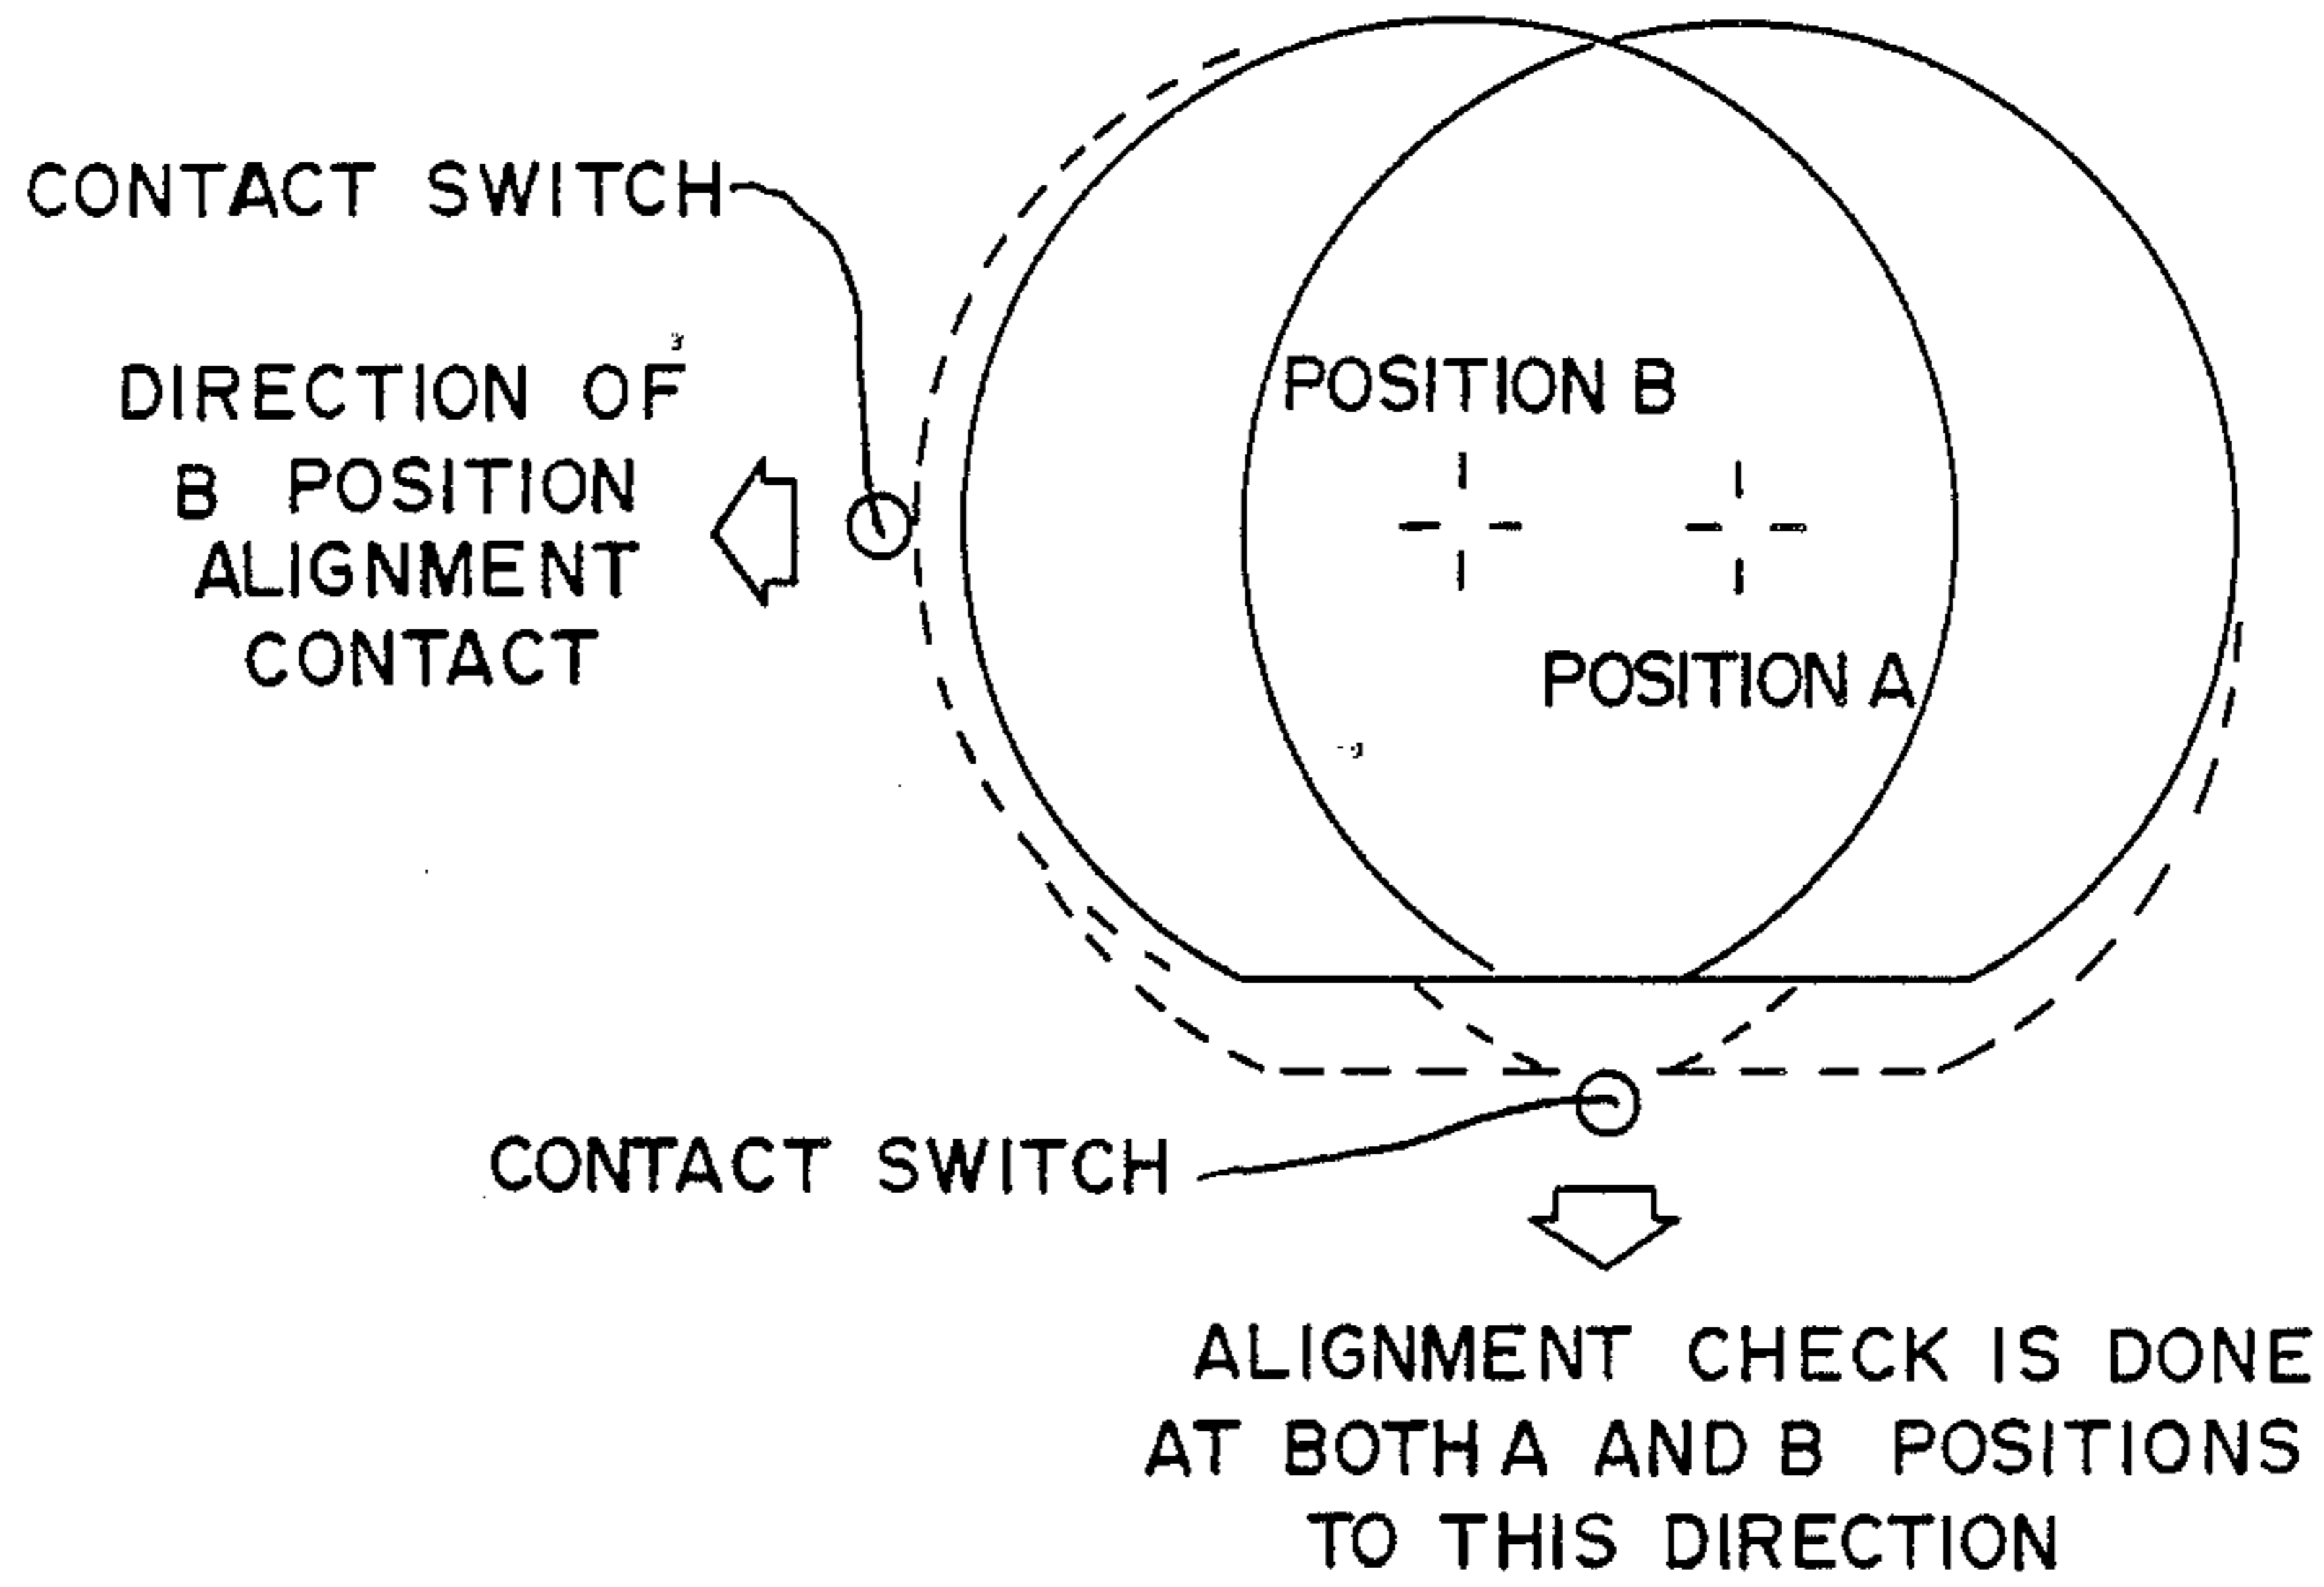 CONTACT SWITCH
DIRECTION OF
B POSITION
ALIGNMENT
CONTACT
POSITION B
POSITION A
CONTACT SWITCH
ALIGNMENT CHECK IS DONE
AT BOTH A AND B POSITIONS
TO THIS DIRECTION